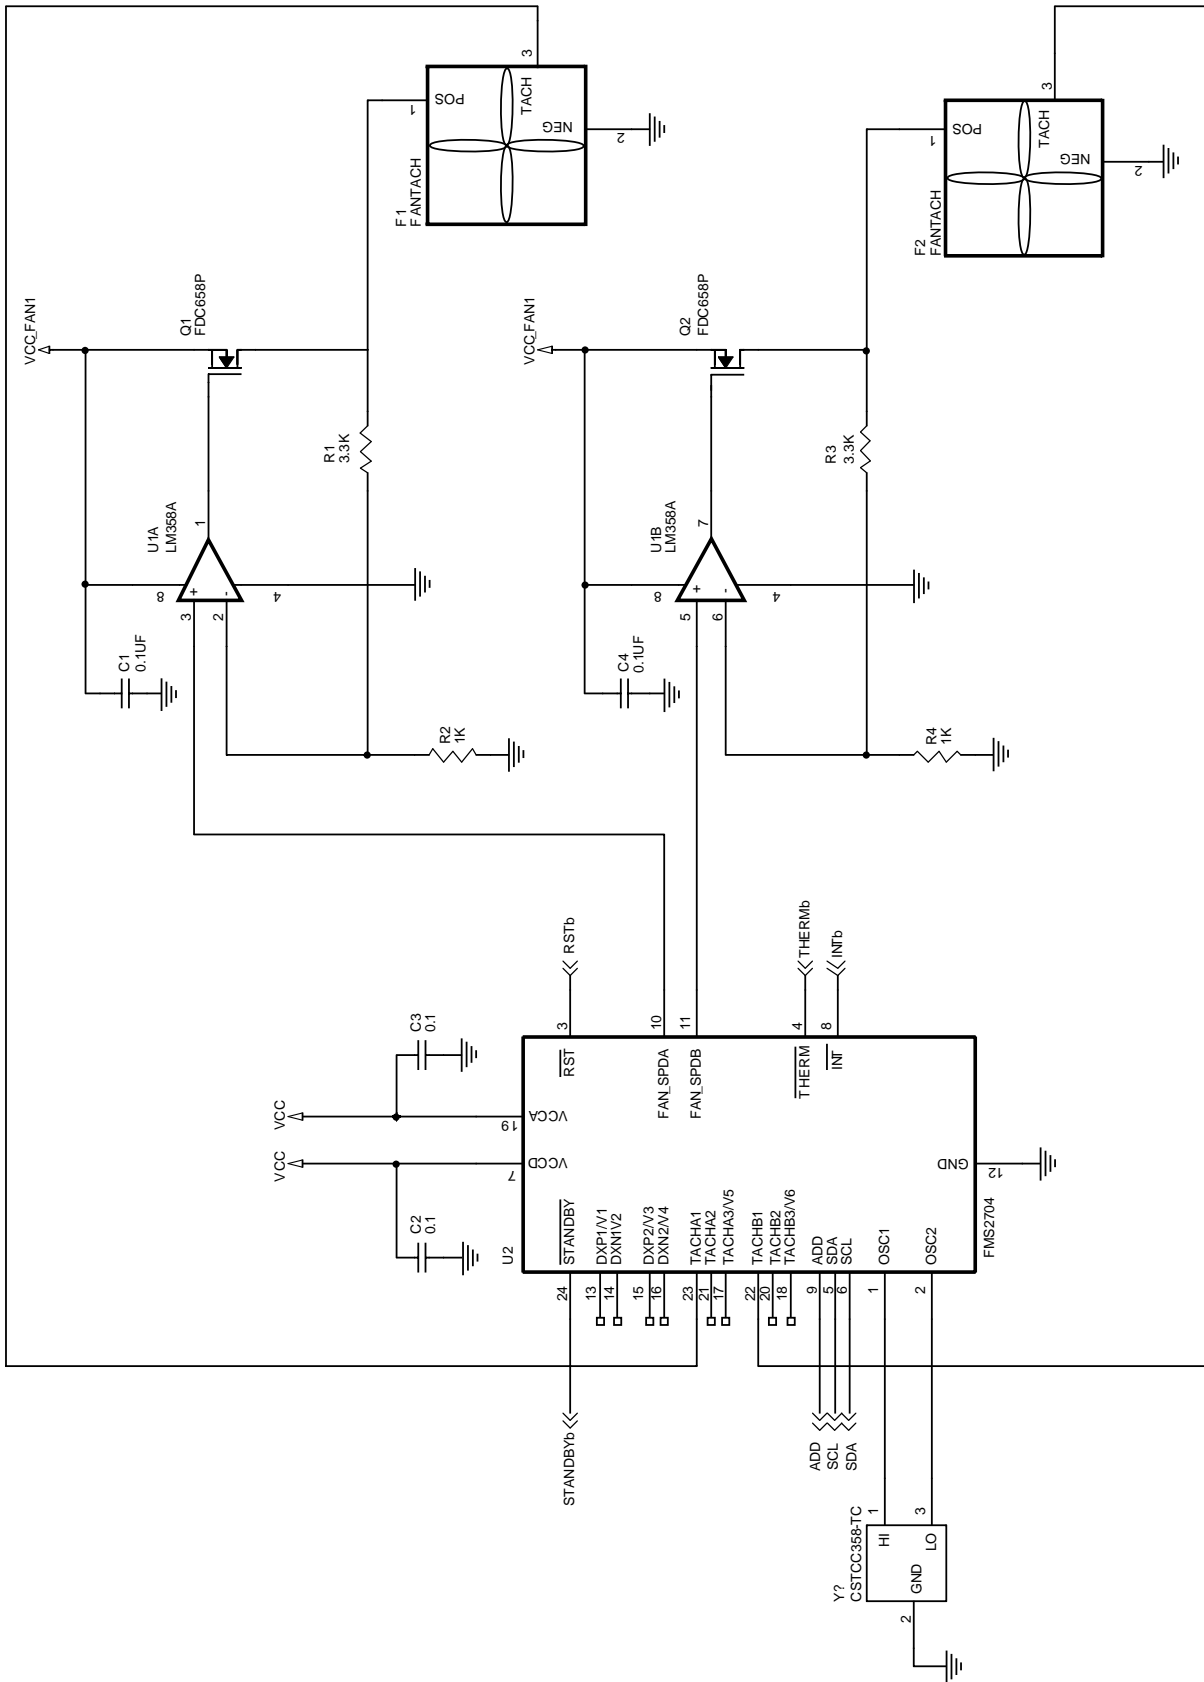 3
TACH
POS
1
NEG
2
F1
FANTACH
3
TACH
POS
1
NEG
2
F2
FANTACH
VCC_FAN1
Q1
FDC658P
VCC_FAN1
Q2
FDC658P
R1
3.3K
R3
3.3K
U1A
LM358A
1
8
+
-
4
3
2
U1B
LM358A
7
8
+
-
4
5
6
C1
0.1UF
C4
0.1UF
R2
1K
R4
1K
RSTb
THERMb
INTb
C3
0.1
3
10
11
4
8
VCC
VCC
RST
FAN_SPDA
FAN_SPDB
THERM
INT
19
VCCA
7
VCCD
GND
12
C2
0.1
U2
FMS2704
STANDBY
DXP1/V1
DXN1V2
DXP2/V3
DXN2/V4
TACHA1
TACHA2
TACHA3/V5
TACHB1
TACHB2
TACHB3/V6
ADD
SDA
SCL
OSC1
OSC2
24
13
14
15
16
23
21
17
22
20
18
9
5
6
1
2
STANDBYb
ADD
SCL
SDA
Y?
CSTCC358-TC
1
3
HI
LO
GND
2